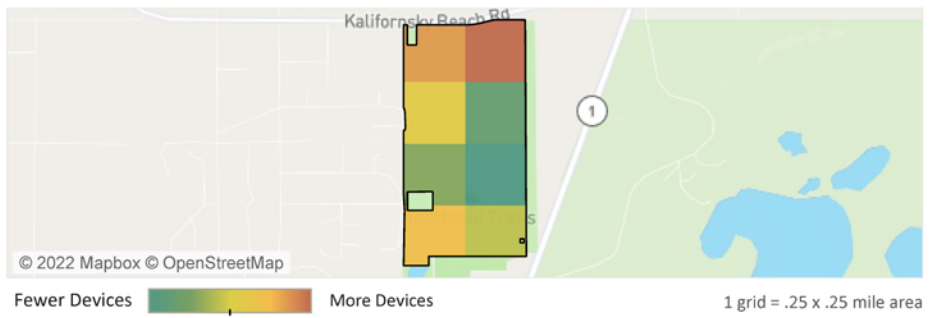 Kalifornsky Beach Rd
1
© 2022 Mapbox © OpenStreetMap
Fewer Devices
More Devices
1 grid = .25 x .25 mile area